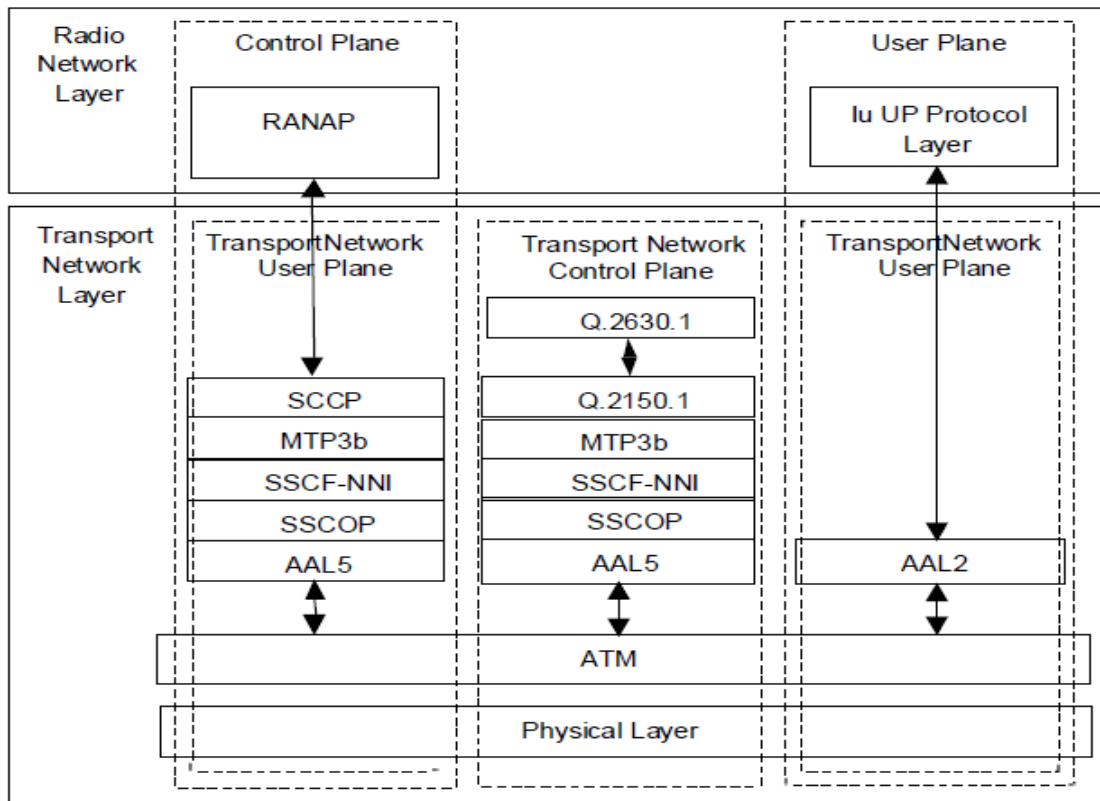 Radio
Network
Layer
Control Plane
User Plane
RANAP
Iu UP Protocol
Layer
Transport
Network
Layer
TransportNetwork
User Plane
Transport Network
Control Plane
TransportNetwork
User Plane
Q.2630.1
SCCP
Q.2150.1
MTP3b
MTP3b
SSCF-NNI
SSCF-NNI
SSCOP
SSCOP
AAL5
AAL5
AAL2
ATM
Physical Layer